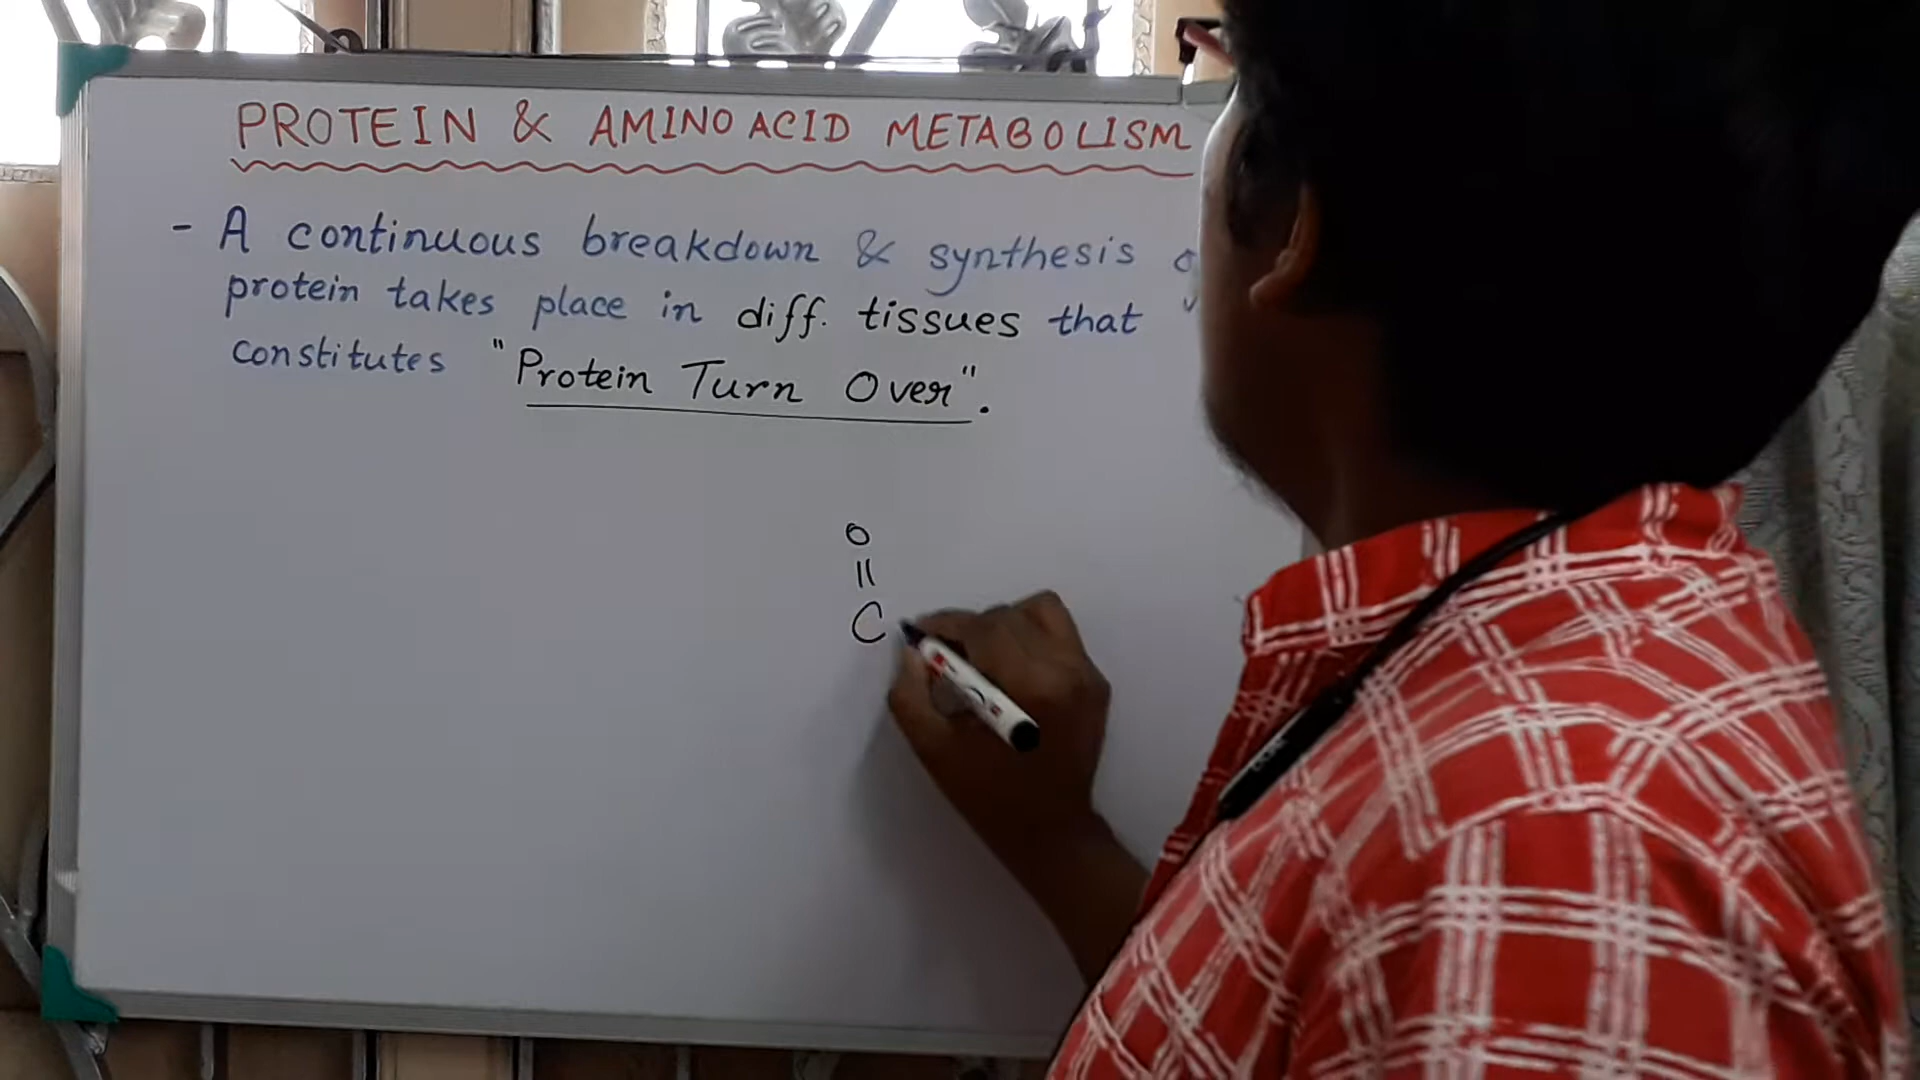 PROTEIN & AMINO ACID METABOLISM
- A continuous breakdown & synthesis
protein takes place in diff. tissues that
constitutes "Protein Turn Over".
O
||
C